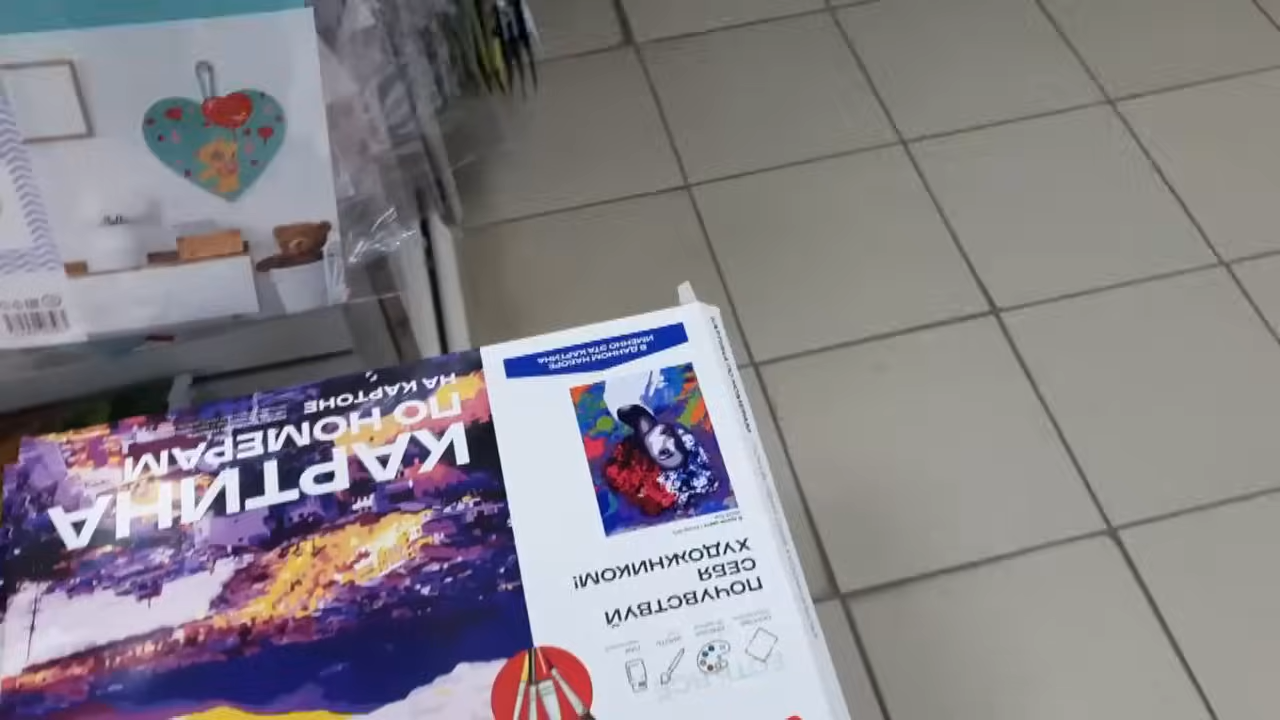 КАРТИНА
ПО НОМЕРАМ
НА КАРТОНЕ
В ДАННОМ НАБОРЕ
ИМЕННО ЭТА КАРТИНА
ПОЧУВСТВУЙ
СЕБЯ
ХУДОЖНИКОМ!